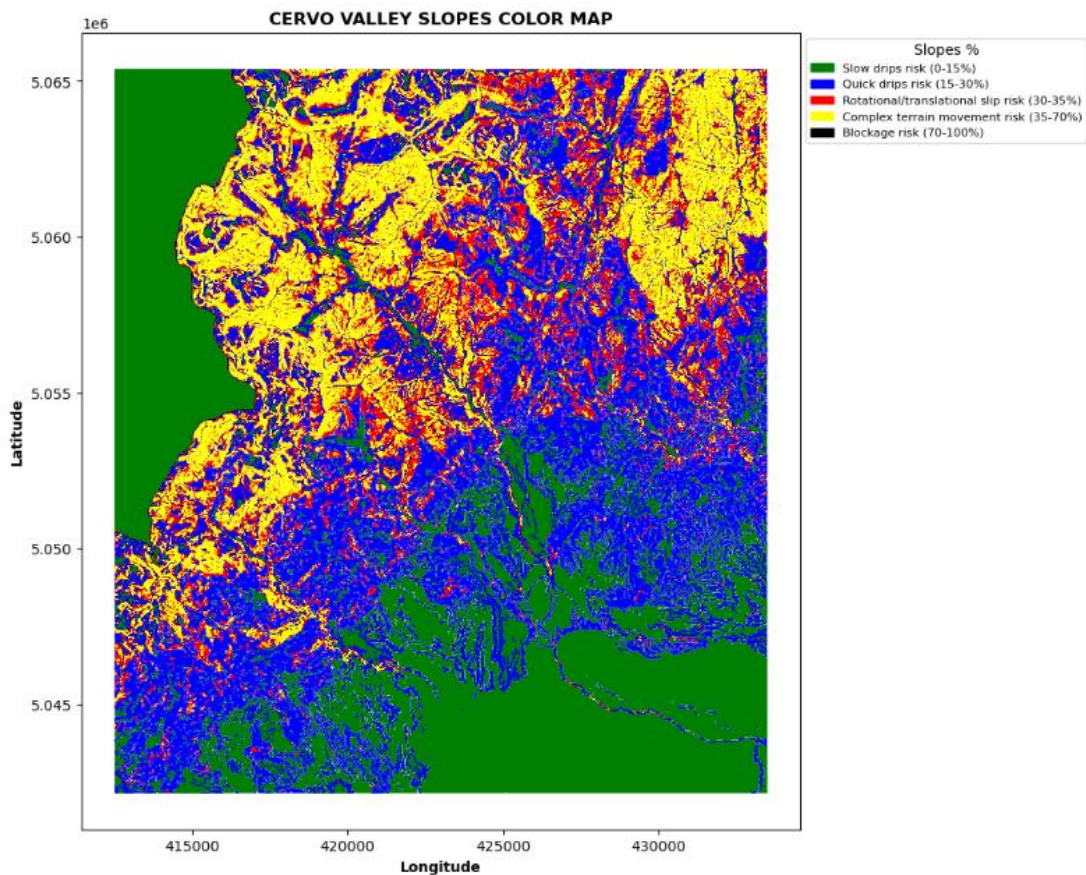 CERVO VALLEY SLOPES COLOR MAP
1e6
Slopes %
Slow drips risk (0-15%)
Quick drips risk (15-30%)
Rotational/translational slip risk (30-35%)
Complex terrain movement risk (35-70%)
Blockage risk (70-100%)
5.065
5.060
5.055
5.050
5.045
Latitude
415000 420000 425000 430000
Longitude